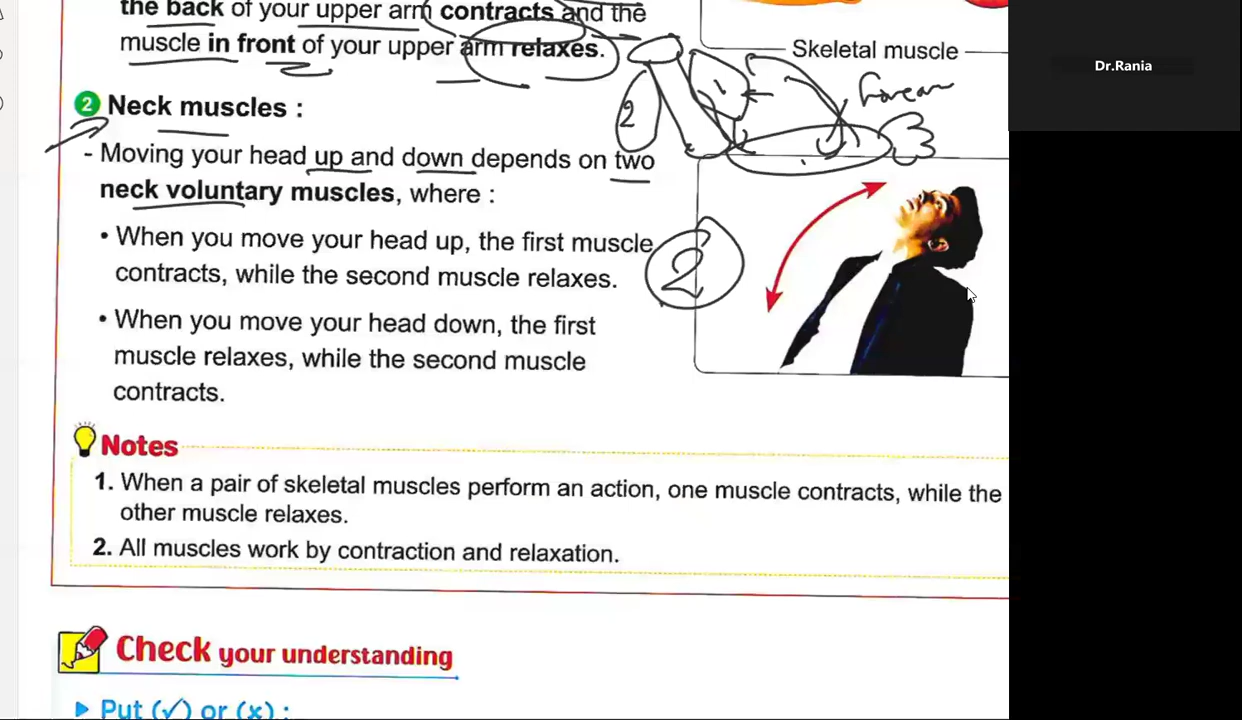 the back of your upper arm contracts and the
muscle in front of your upper arm relaxes.
Skeletal muscle
Dr.Rania
2
1
2 Neck muscles :
- Moving your head up and down depends on two
neck voluntary muscles, where :
• When you move your head up, the first muscle
contracts, while the second muscle relaxes.
2
• When you move your head down, the first
muscle relaxes, while the second muscle
contracts.
Notes
1. When a pair of skeletal muscles perform an action, one muscle contracts, while the
other muscle relaxes.
2. All muscles work by contraction and relaxation.
Check your understanding
Put (✓) or (x) :